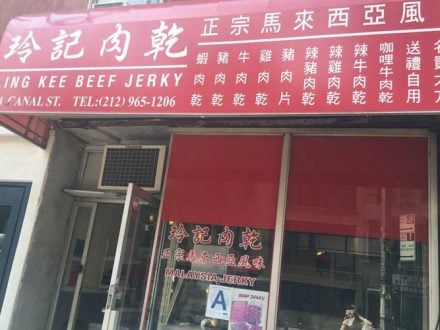 玲記肉乾
正宗馬來西亞風
LING KEE BEEF JERKY
CANAL ST. TEL:(212) 965-1206
蝦肉乾
豬肉乾
牛肉乾
雞肉乾
豬肉片
辣豬肉乾
辣雞肉乾
辣牛肉乾
咖哩牛肉乾
送禮自用
玲記肉乾
正宗馬來西亞風味
MALAYSIA JERKY
A
BEEF JERKY